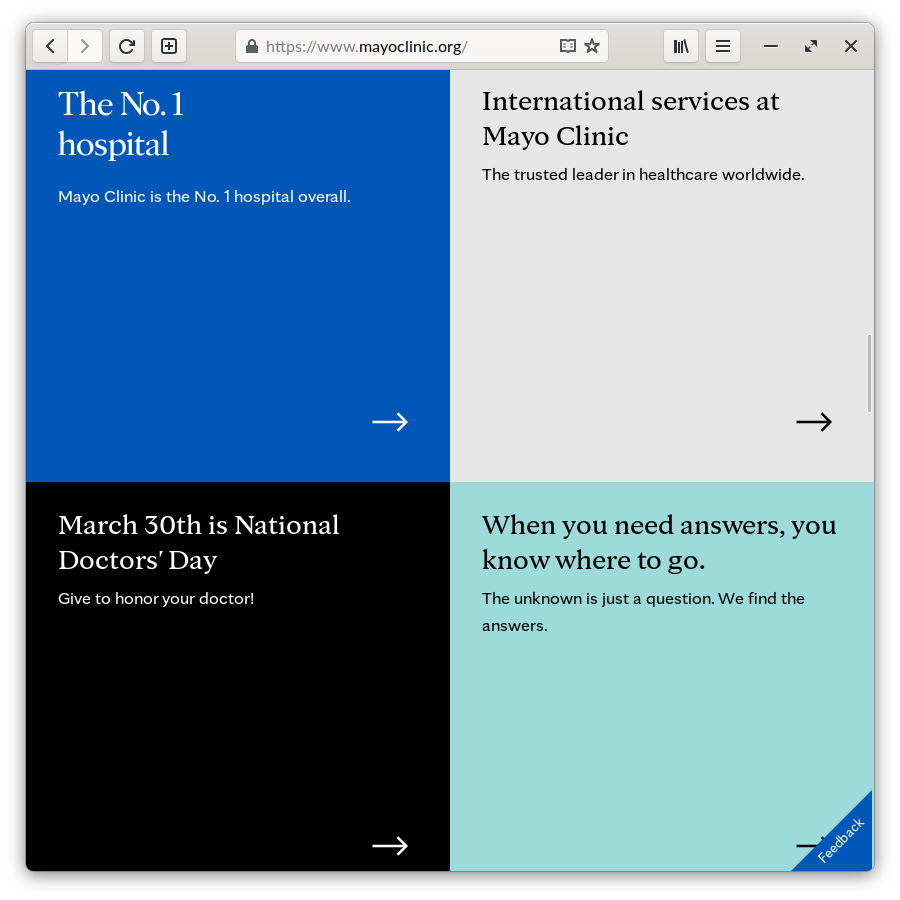 https://www.mayoclinic.org/
The No. 1
hospital
Mayo Clinic is the No. 1 hospital overall.
International services at
Mayo Clinic
The trusted leader in healthcare worldwide.
March 30th is National
Doctors' Day
Give to honor your doctor!
When you need answers, you
know where to go.
The unknown is just a question. We find the
answers.
Feedback